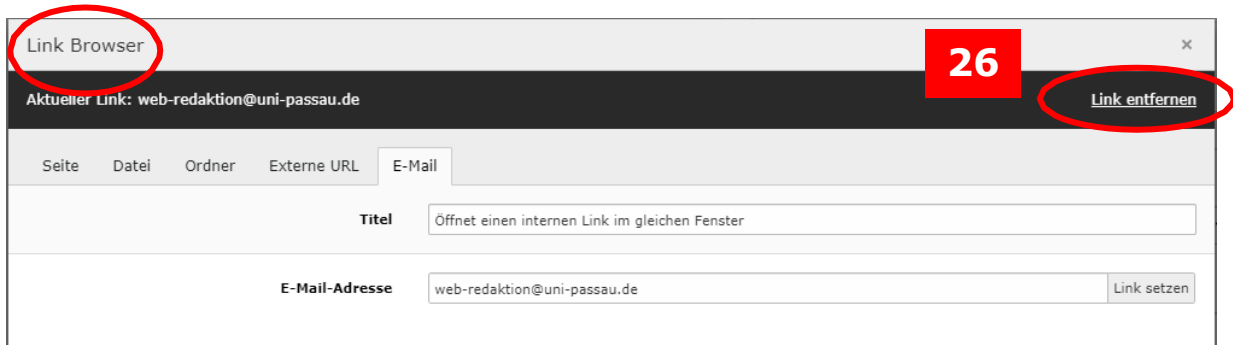 Link Browser
×
26
Aktueller Link: web-redaktion@uni-passau.de
Link entfernen
Seite Datei Ordner Externe URL E-Mail
Titel Öffnet einen internen Link im gleichen Fenster
E-Mail-Adresse web-redaktion@uni-passau.de Link setzen